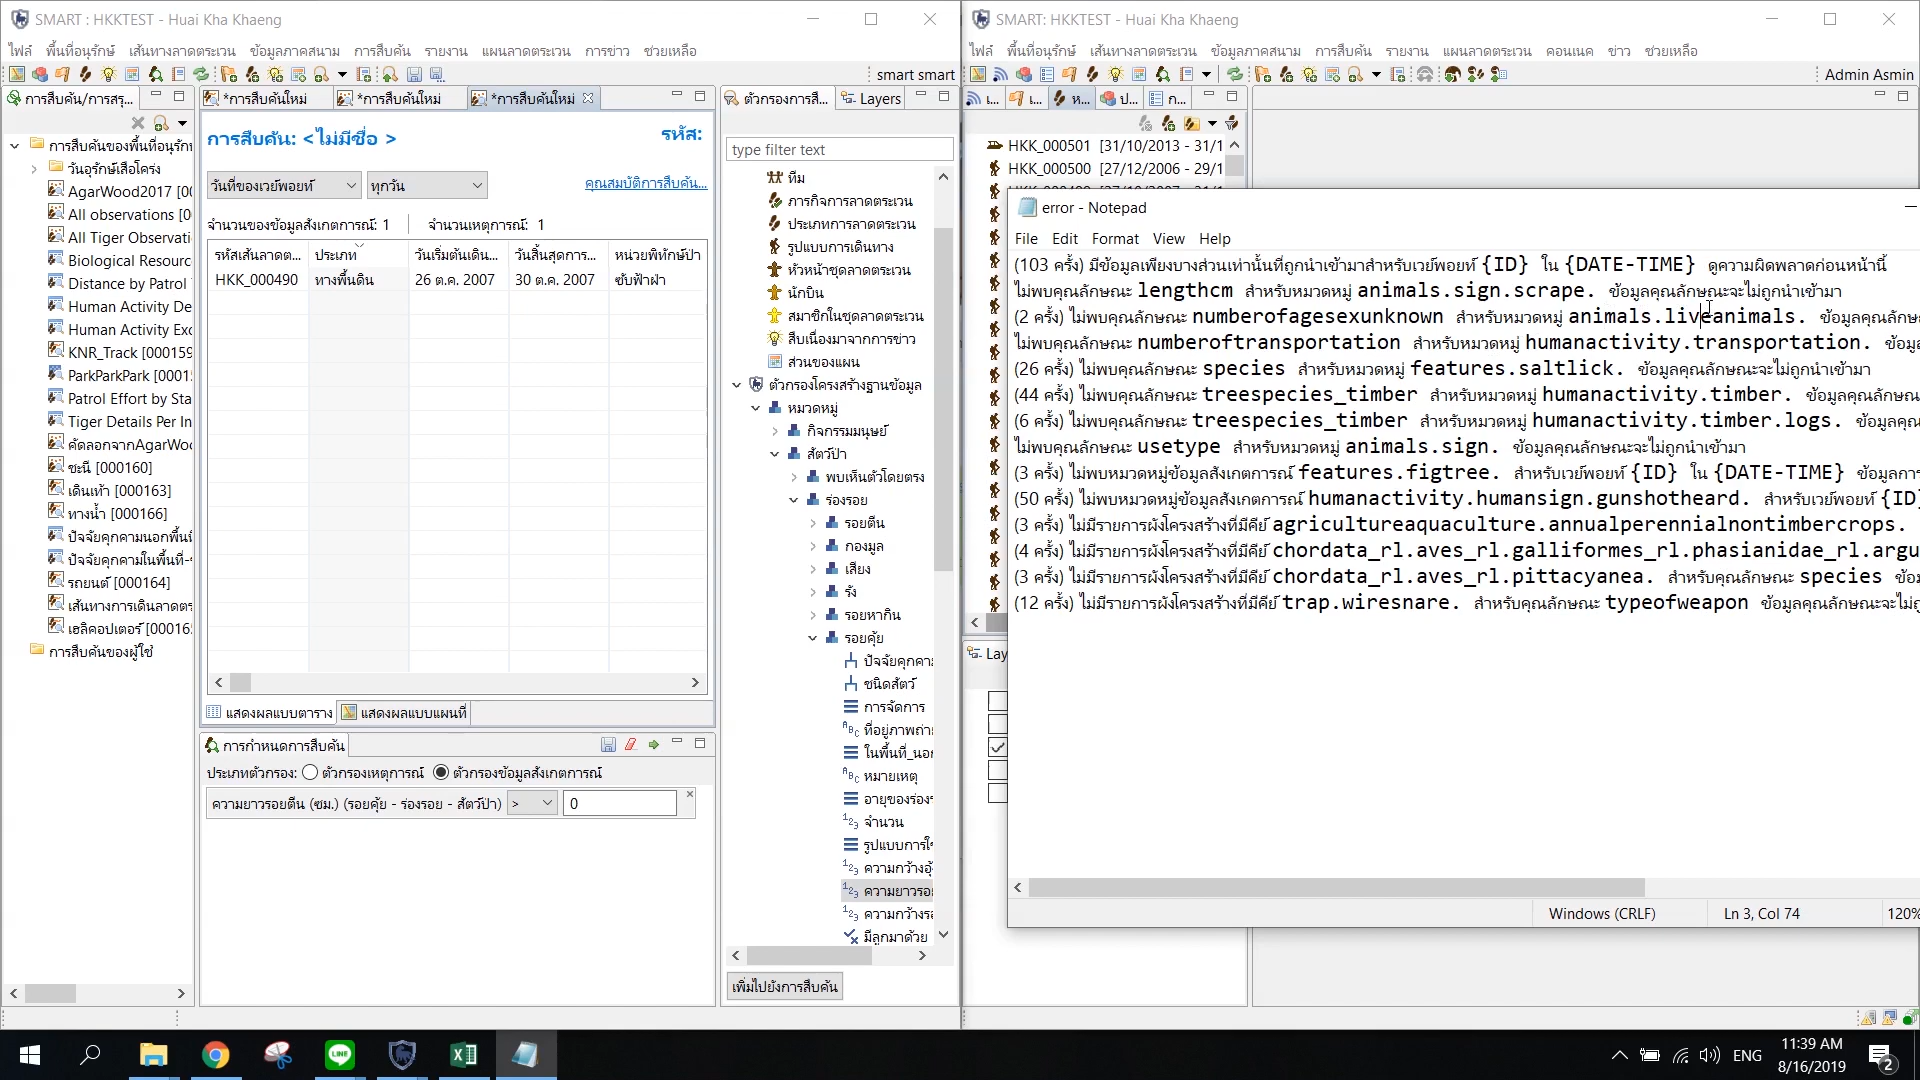 SMART : HKKTEST - Huai Kha Khaeng
ไฟล์ พื้นที่อนุรักษ์ เส้นทางลาดตระเวน ข้อมูลภาคสนาม การสืบค้น รายงาน แผนลาดตระเวน การข่าว ช่วยเหลือ
smart smart
การสืบค้น/การสรุ...
การสืบค้นของพื้นที่อนุรักษ
วันอุรักษ์เสือโคร่ง
AgarWood2017 [00
All observations [0
All Tiger Observati
Biological Resourc
Distance by Patrol
Human Activity De
Human Activity Exc
KNR_Track [000159
ParkParkPark [0001
Patrol Effort by Sta
Tiger Details Per In
คัดลอกจากAgarWoo
ชะนี [000160]
เดินเท้า [000163]
ทางน้ำ [000166]
ปัจจัยคุกคามนอกพื้นที่
ปัจจัยคุกคามในพื้นที่-
รถยนต์ [000164]
เส้นทางการเดินลาดตร
เฮลิคอปเตอร์ [000165
การสืบค้นของผู้ใช้
*การสืบค้นใหม่ *การสืบค้นใหม่ *การสืบค้นใหม่
การสืบค้น: <ไม่มีชื่อ > รหัส:
วันที่ของเวย์พอยท์ ทุกวัน คุณสมบัติการสืบค้น...
จำนวนของข้อมูลสังเกตการณ์: 1 จำนวนเหตุการณ์: 1
รหัสเส้นลาดต... ประเภท วันเริ่มต้นเดิน... วันสิ้นสุดการ... หน่วยพิทักษ์ป่า
HKK_000490 ทางพื้นดิน 26 ต.ค. 2007 30 ต.ค. 2007 ซับฟ้าผ่า
แสดงผลแบบตาราง แสดงผลแบบแผนที่
การกำหนดการสืบค้น
ประเภทตัวกรอง: ตัวกรองเหตุการณ์ ตัวกรองข้อมูลสังเกตการณ์
ความยาวรอยตีน (ซม.) (รอยคุ้ย - ร่องรอย - สัตว์ป่า) > 0
ตัวกรองการสื... Layers
type filter text
ทีม
ภารกิจการลาดตระเวน
ประเภทการลาดตระเวน
รูปแบบการเดินทาง
หัวหน้าชุดลาดตระเวน
นักบิน
สมาชิกในชุดลาดตระเวน
สืบเนื่องมาจากการข่าว
ส่วนของแผน
ตัวกรองโครงสร้างฐานข้อมูล
หมวดหมู่
กิจกรรมมนุษย์
สัตว์ป่า
พบเห็นตัวโดยตรง
ร่องรอย
รอยตีน
กองมูล
เสียง
รัง
รอยหากิน
รอยคุ้ย
ปัจจัยคุกคาม
ชนิดสัตว์
การจัดการ
ที่อยู่ภาพถ่าย
ในพื้นที่_นอก
หมายเหตุ
อายุของร่องร
จำนวน
รูปแบบการใช้
ความกว้างอุ้
ความยาวรอย
ความกว้างรอ
มีลูกมาด้วย
เพิ่มไปยังการสืบค้น
SMART: HKKTEST - Huai Kha Khaeng
ไฟล์ พื้นที่อนุรักษ์ เส้นทางลาดตระเวน ข้อมูลภาคสนาม การสืบค้น รายงาน แผนลาดตระเวน คอนเนค ข่าว ช่วยเหลือ
Admin Asmin
เ... เ... ห... ป... ก...
HKK_000501 [31/10/2013 - 31/1
HKK_000500 [27/12/2006 - 29/1
Lay
error - Notepad
File Edit Format View Help
(103 ครั้ง) มีข้อมูลเพียงบางส่วนเท่านั้นที่ถูกนำเข้ามาสำหรับเวย์พอยท์ {ID} ใน {DATE-TIME} ดูความผิดพลาดก่อนหน้านี้
ไม่พบคุณลักษณะ lengthcm สำหรับหมวดหมู่ animals.sign.scrape. ข้อมูลคุณลักษณะจะไม่ถูกนำเข้ามา
(2 ครั้ง) ไม่พบคุณลักษณะ numberofagesexunknown สำหรับหมวดหมู่ animals.liveanimals. ข้อมูลคุณลักษ
ไม่พบคุณลักษณะ numberoftransportation สำหรับหมวดหมู่ humanactivity.transportation. ข้อมู
(26 ครั้ง) ไม่พบคุณลักษณะ species สำหรับหมวดหมู่ features.saltlick. ข้อมูลคุณลักษณะจะไม่ถูกนำเข้ามา
(44 ครั้ง) ไม่พบคุณลักษณะ treespecies_timber สำหรับหมวดหมู่ humanactivity.timber. ข้อมูลคุณลักษณ
(6 ครั้ง) ไม่พบคุณลักษณะ treespecies_timber สำหรับหมวดหมู่ humanactivity.timber.logs. ข้อมูลคุณ
ไม่พบคุณลักษณะ usetype สำหรับหมวดหมู่ animals.sign. ข้อมูลคุณลักษณะจะไม่ถูกนำเข้ามา
(3 ครั้ง) ไม่พบหมวดหมู่ข้อมูลสังเกตการณ์ features.figtree. สำหรับเวย์พอยท์ {ID} ใน {DATE-TIME} ข้อมูลการ
(50 ครั้ง) ไม่พบหมวดหมู่ข้อมูลสังเกตการณ์ humanactivity.humansign.gunshotheard. สำหรับเวย์พอยท์ {ID}
(3 ครั้ง) ไม่มีรายการผังโครงสร้างที่มีคีย์ agricultureaquaculture.annualperennialnontimbercrops.
(4 ครั้ง) ไม่มีรายการผังโครงสร้างที่มีคีย์ chordata_rl.aves_rl.galliformes_rl.phasianidae_rl.argu
(3 ครั้ง) ไม่มีรายการผังโครงสร้างที่มีคีย์ chordata_rl.aves_rl.pittacyanea. สำหรับคุณลักษณะ species ข้อม
(12 ครั้ง) ไม่มีรายการผังโครงสร้างที่มีคีย์ trap.wiresnare. สำหรับคุณลักษณะ typeofweapon ข้อมูลคุณลักษณะจะไม่ถู
Windows (CRLF) Ln 3, Col 74 120%
ENG
11:39 AM
8/16/2019
2